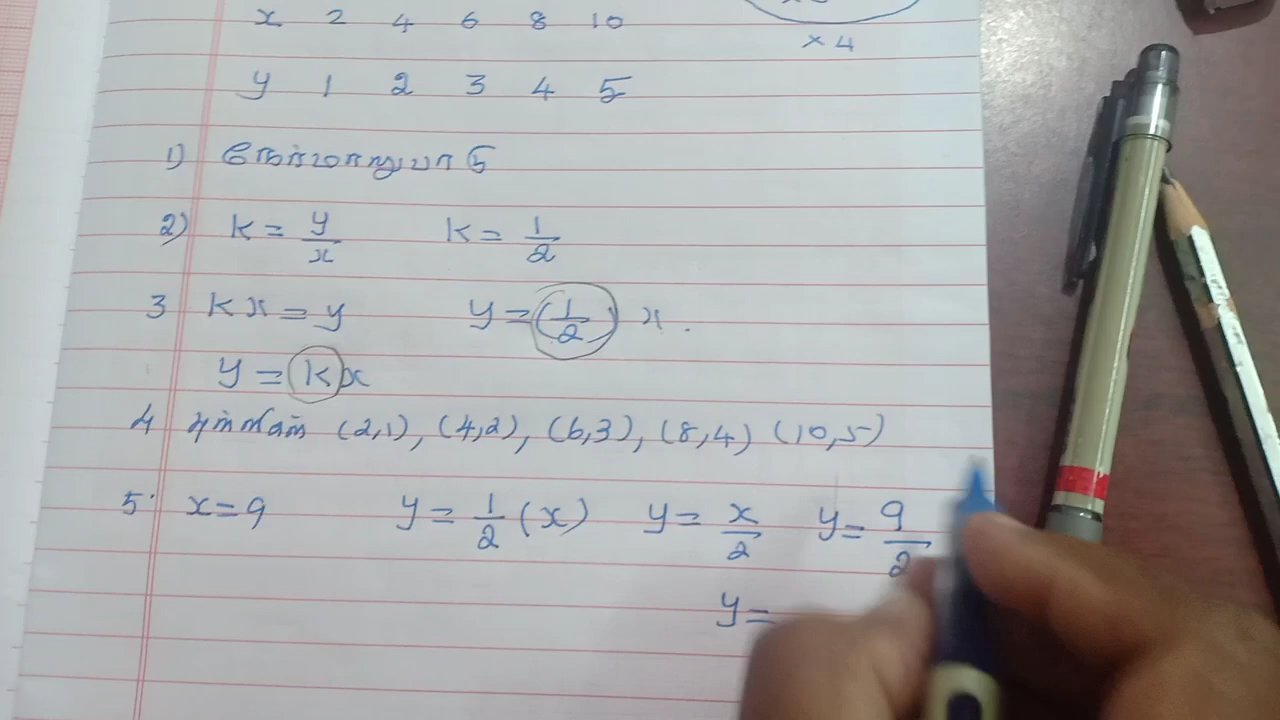 x 2 4 6 8 10
× 4
y 1 2 3 4 5
1)
2) k = y/x k = 1/2
3 kx = y y = (1/2) x.
y = kx
4 (2,1), (4,2), (6,3), (8,4) (10,5)
5. x = 9 y = 1/2 (x) y = x/2 y = 9/2
y =